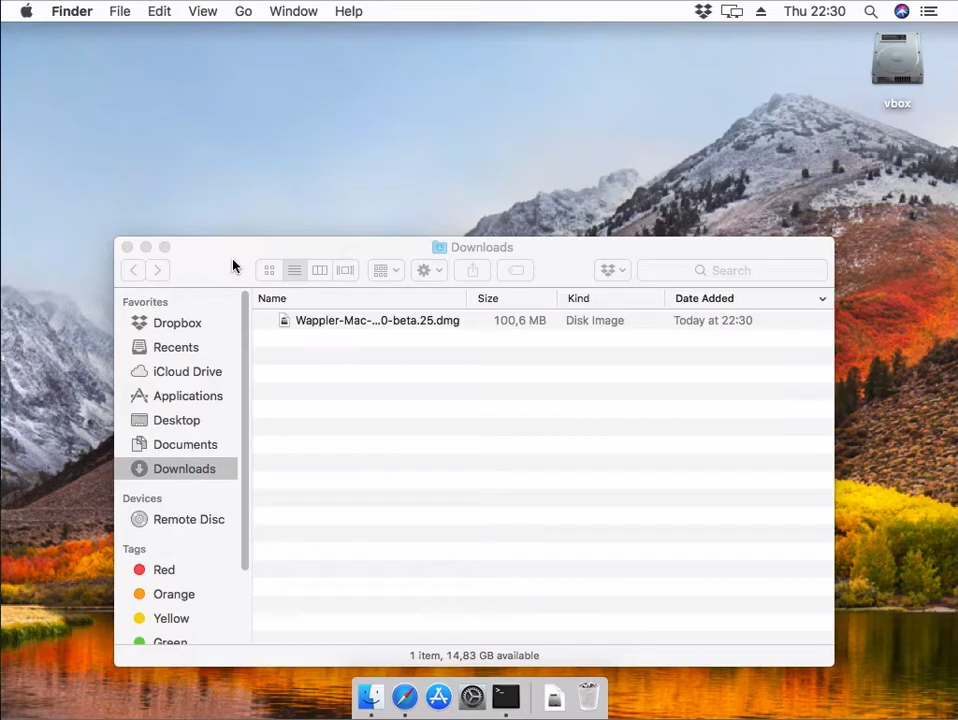 Finder File Edit View Go Window Help Thu 22:30
vbox
Downloads
Search
Favorites
Dropbox
Recents
iCloud Drive
Applications
Desktop
Documents
Downloads
Devices
Remote Disc
Tags
Red
Orange
Yellow
Green
Name Size Kind Date Added
Wappler-Mac-...0-beta.25.dmg 100,6 MB Disk Image Today at 22:30
1 item, 14,83 GB available